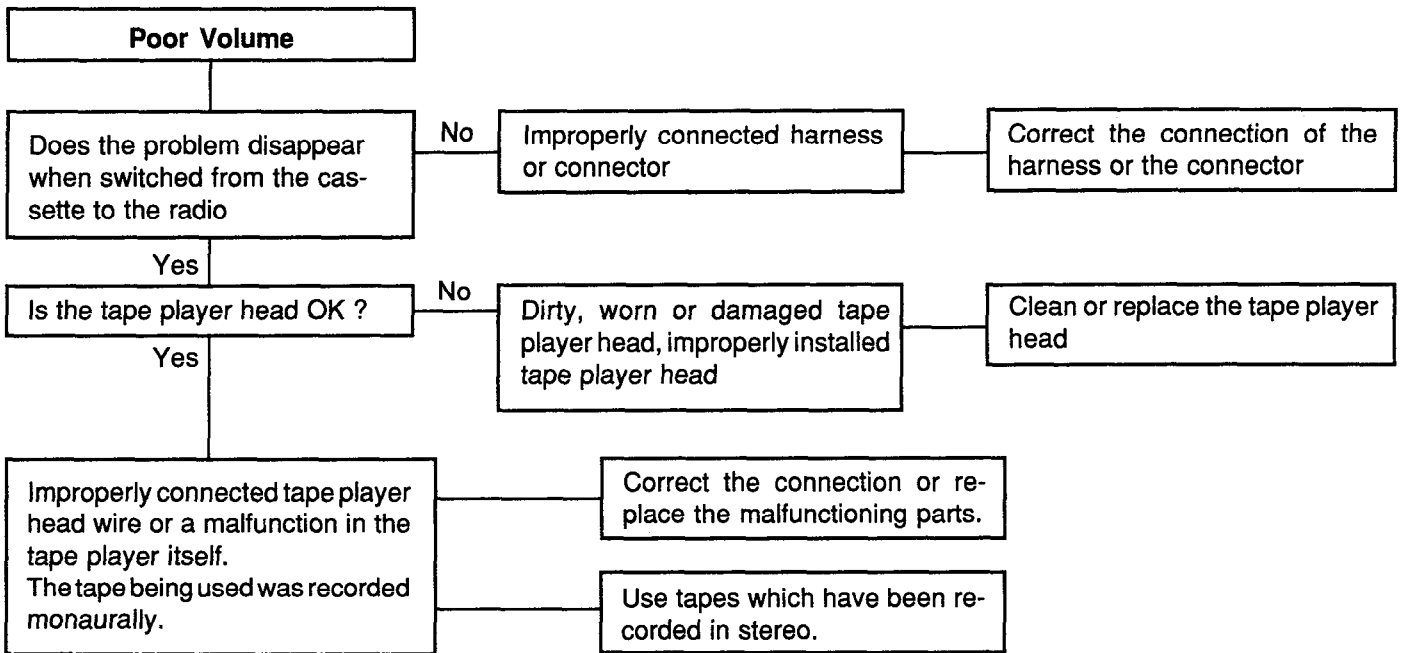 Poor Volume
Does the problem disappear
when switched from the cas-
sette to the radio
No
Improperly connected harness
or connector
Correct the connection of the
harness or the connector
Yes
Is the tape player head OK ?
No
Dirty, worn or damaged tape
player head, improperly installed
tape player head
Clean or replace the tape player
head
Yes
Improperly connected tape player
head wire or a malfunction in the
tape player itself.
The tape being used was recorded
monaurally.
Correct the connection or re-
place the malfunctioning parts.
Use tapes which have been re-
corded in stereo.